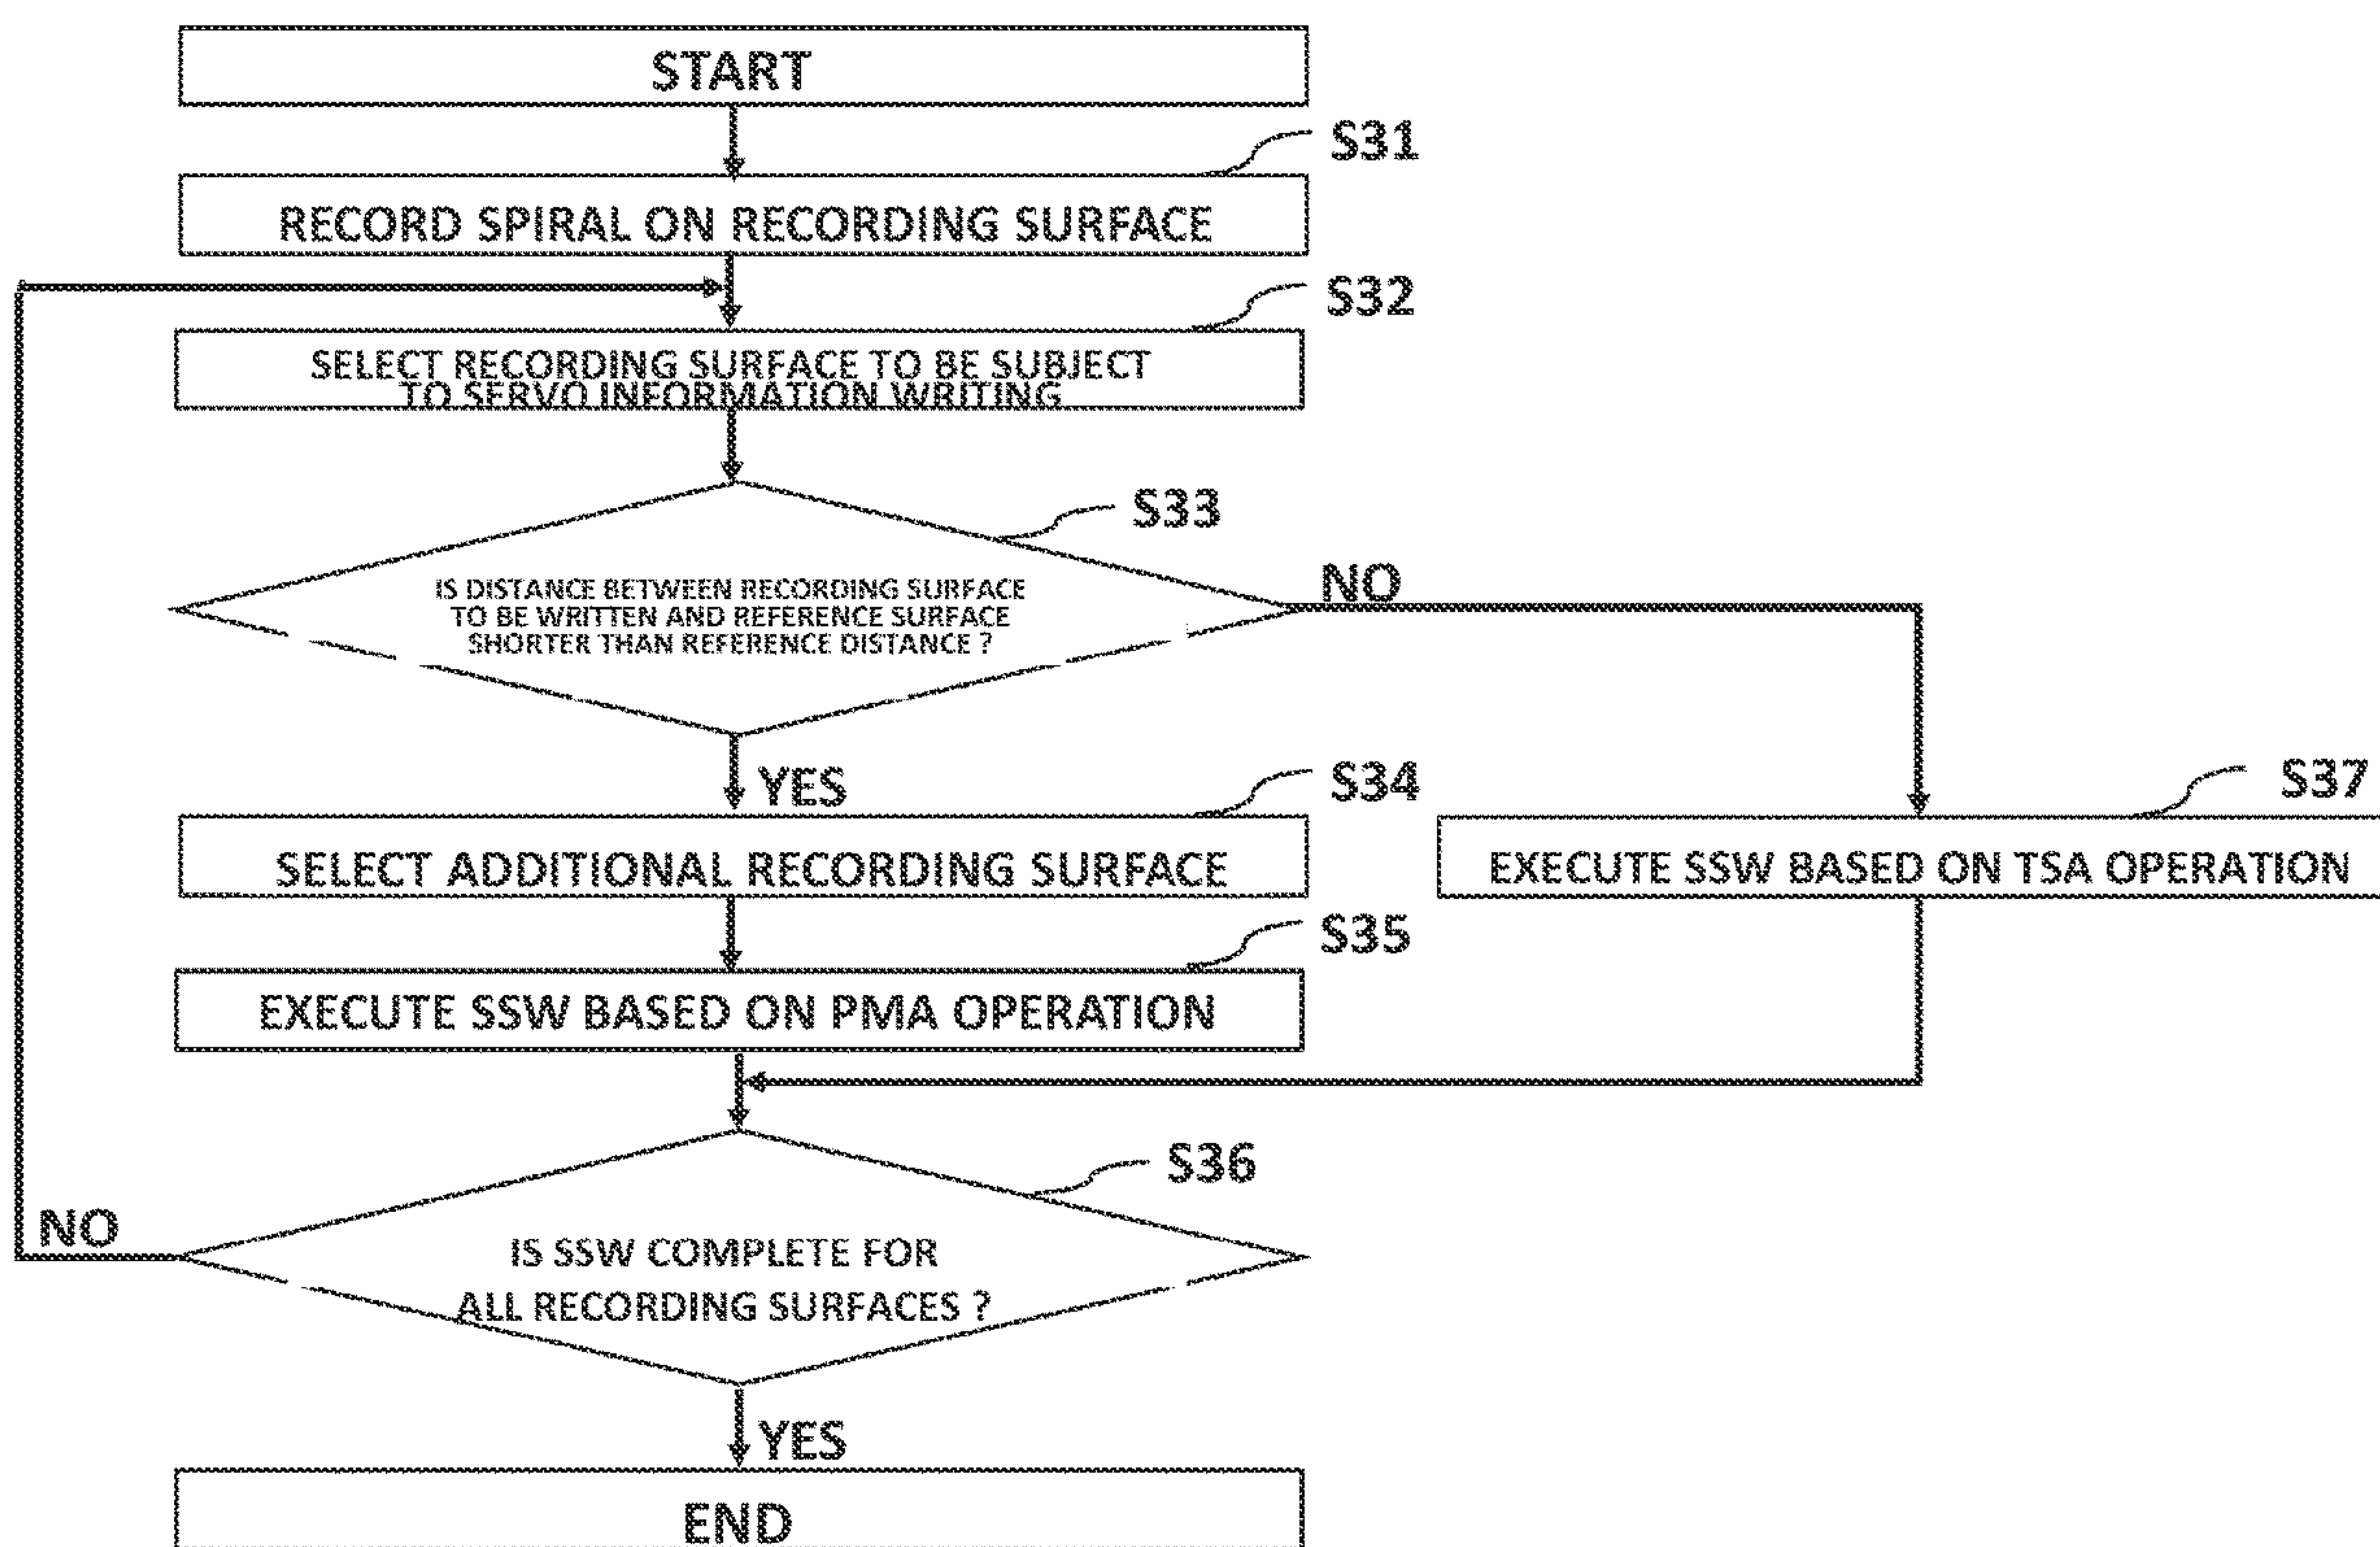 START
S31
RECORD SPIRAL ON RECORDING SURFACE
S32
SELECT RECORDING SURFACE TO BE SUBJECT
TO SERVO INFORMATION WRITING
S33
IS DISTANCE BETWEEN RECORDING SURFACE
TO BE WRITTEN AND REFERENCE SURFACE
SHORTER THAN REFERENCE DISTANCE ?
NO
YES
S34
SELECT ADDITIONAL RECORDING SURFACE
S37
EXECUTE SSW BASED ON TSA OPERATION
S35
EXECUTE SSW BASED ON PMA OPERATION
S36
NO
IS SSW COMPLETE FOR
ALL RECORDING SURFACES ?
YES
END